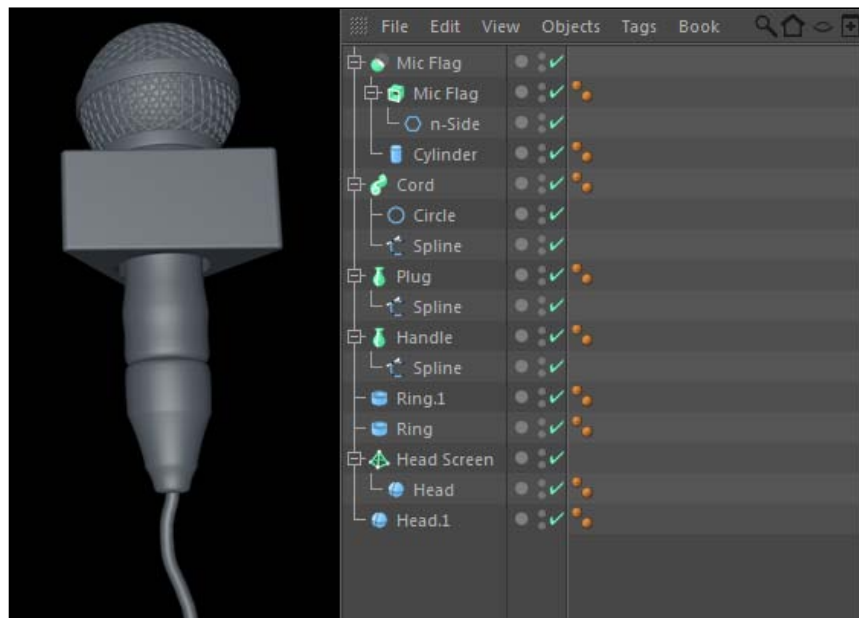 File Edit View Objects Tags Book
Mic Flag
Mic Flag
n-Side
Cylinder
Cord
Circle
Spline
Plug
Spline
Handle
Spline
Ring.1
Ring
Head Screen
Head
Head.1